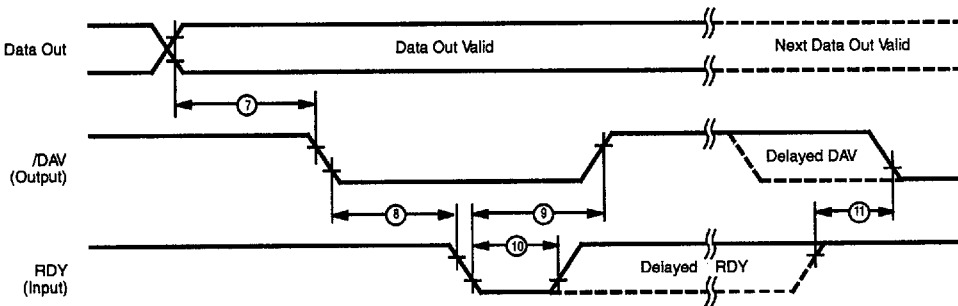 Data Out
Data Out Valid
Next Data Out Valid
7
/DAV
(Output)
Delayed DAV
8
9
11
10
RDY
(Input)
Delayed RDY